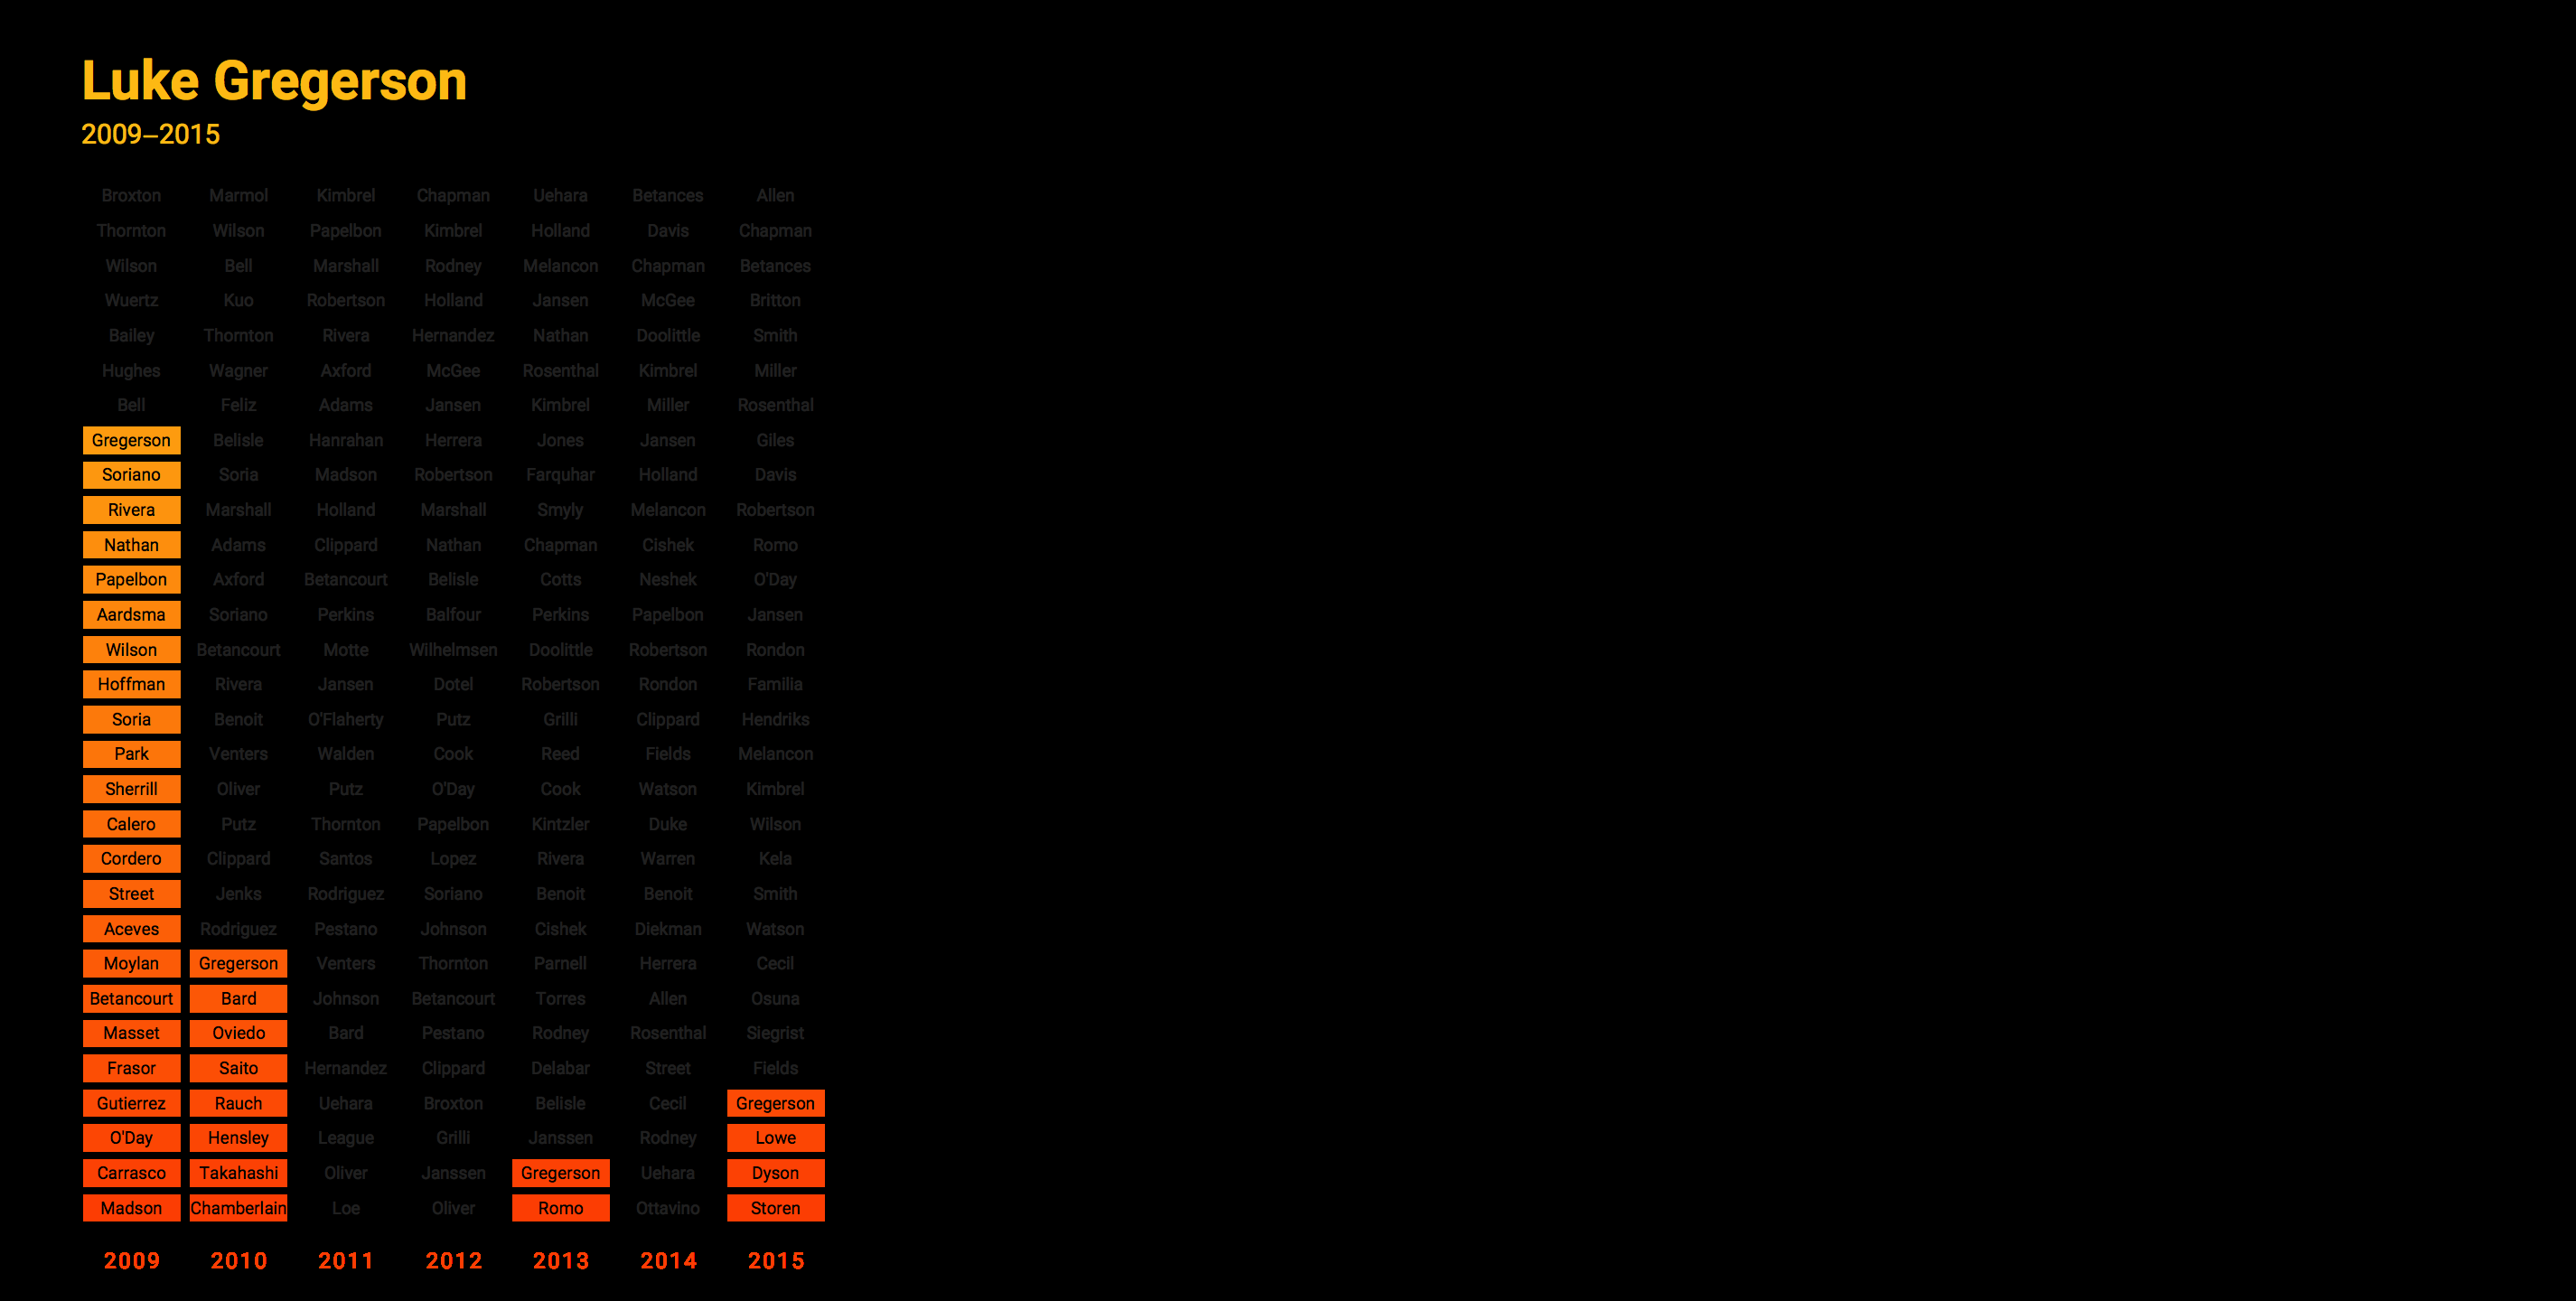 Luke Gregerson
2009–2015
Broxton Marmol Kimbrel Chapman Uehara Betances Allen
Thornton Wilson Papelbon Kimbrel Holland Davis Chapman
Wilson Bell Marshall Rodney Melancon Chapman Betances
Wuertz Kuo Robertson Holland Jansen McGee Britton
Bailey Thornton Rivera Hernandez Nathan Doolittle Smith
Hughes Wagner Axford McGee Rosenthal Kimbrel Miller
Bell Feliz Adams Jansen Kimbrel Miller Rosenthal
Gregerson Belisle Hanrahan Herrera Jones Jansen Giles
Soriano Soria Madson Robertson Farquhar Holland Davis
Rivera Marshall Holland Marshall Smyly Melancon Robertson
Nathan Adams Clippard Nathan Chapman Cishek Romo
Papelbon Axford Betancourt Belisle Cotts Neshek O'Day
Aardsma Soriano Perkins Balfour Perkins Papelbon Jansen
Wilson Betancourt Motte Wilhelmsen Doolittle Robertson Rondon
Hoffman Rivera Jansen Dotel Robertson Rondon Familia
Soria Benoit O'Flaherty Putz Grilli Clippard Hendriks
Park Venters Walden Cook Reed Fields Melancon
Sherrill Oliver Putz O'Day Cook Watson Kimbrel
Calero Putz Thornton Papelbon Kintzler Duke Wilson
Cordero Clippard Santos Lopez Rivera Warren Kela
Street Jenks Rodriguez Soriano Benoit Benoit Smith
Aceves Rodriguez Pestano Johnson Cishek Diekman Watson
Moylan Gregerson Venters Thornton Parnell Herrera Cecil
Betancourt Bard Johnson Betancourt Torres Allen Osuna
Masset Oviedo Bard Pestano Rodney Rosenthal Siegrist
Frasor Saito Hernandez Clippard Delabar Street Fields
Gutierrez Rauch Uehara Broxton Belisle Cecil Gregerson
O'Day Hensley League Grilli Janssen Rodney Lowe
Carrasco Takahashi Oliver Janssen Gregerson Uehara Dyson
Madson Chamberlain Loe Oliver Romo Ottavino Storen
2009 2010 2011 2012 2013 2014 2015